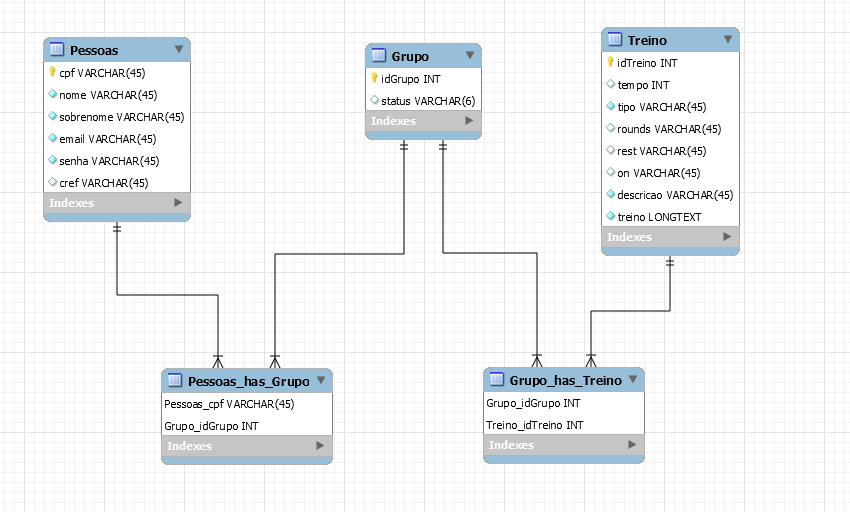 Pessoas
cpf VARCHAR(45)
nome VARCHAR(45)
sobrenome VARCHAR(45)
email VARCHAR(45)
senha VARCHAR(45)
cref VARCHAR(45)
Indexes
Grupo
idGrupo INT
status VARCHAR(6)
Indexes
Treino
idTreino INT
tempo INT
tipo VARCHAR(45)
rounds VARCHAR(45)
rest VARCHAR(45)
on VARCHAR(45)
descricao VARCHAR(45)
treino LONGTEXT
Indexes
Pessoas_has_Grupo
Pessoas_cpf VARCHAR(45)
Grupo_idGrupo INT
Indexes
Grupo_has_Treino
Grupo_idGrupo INT
Treino_idTreino INT
Indexes